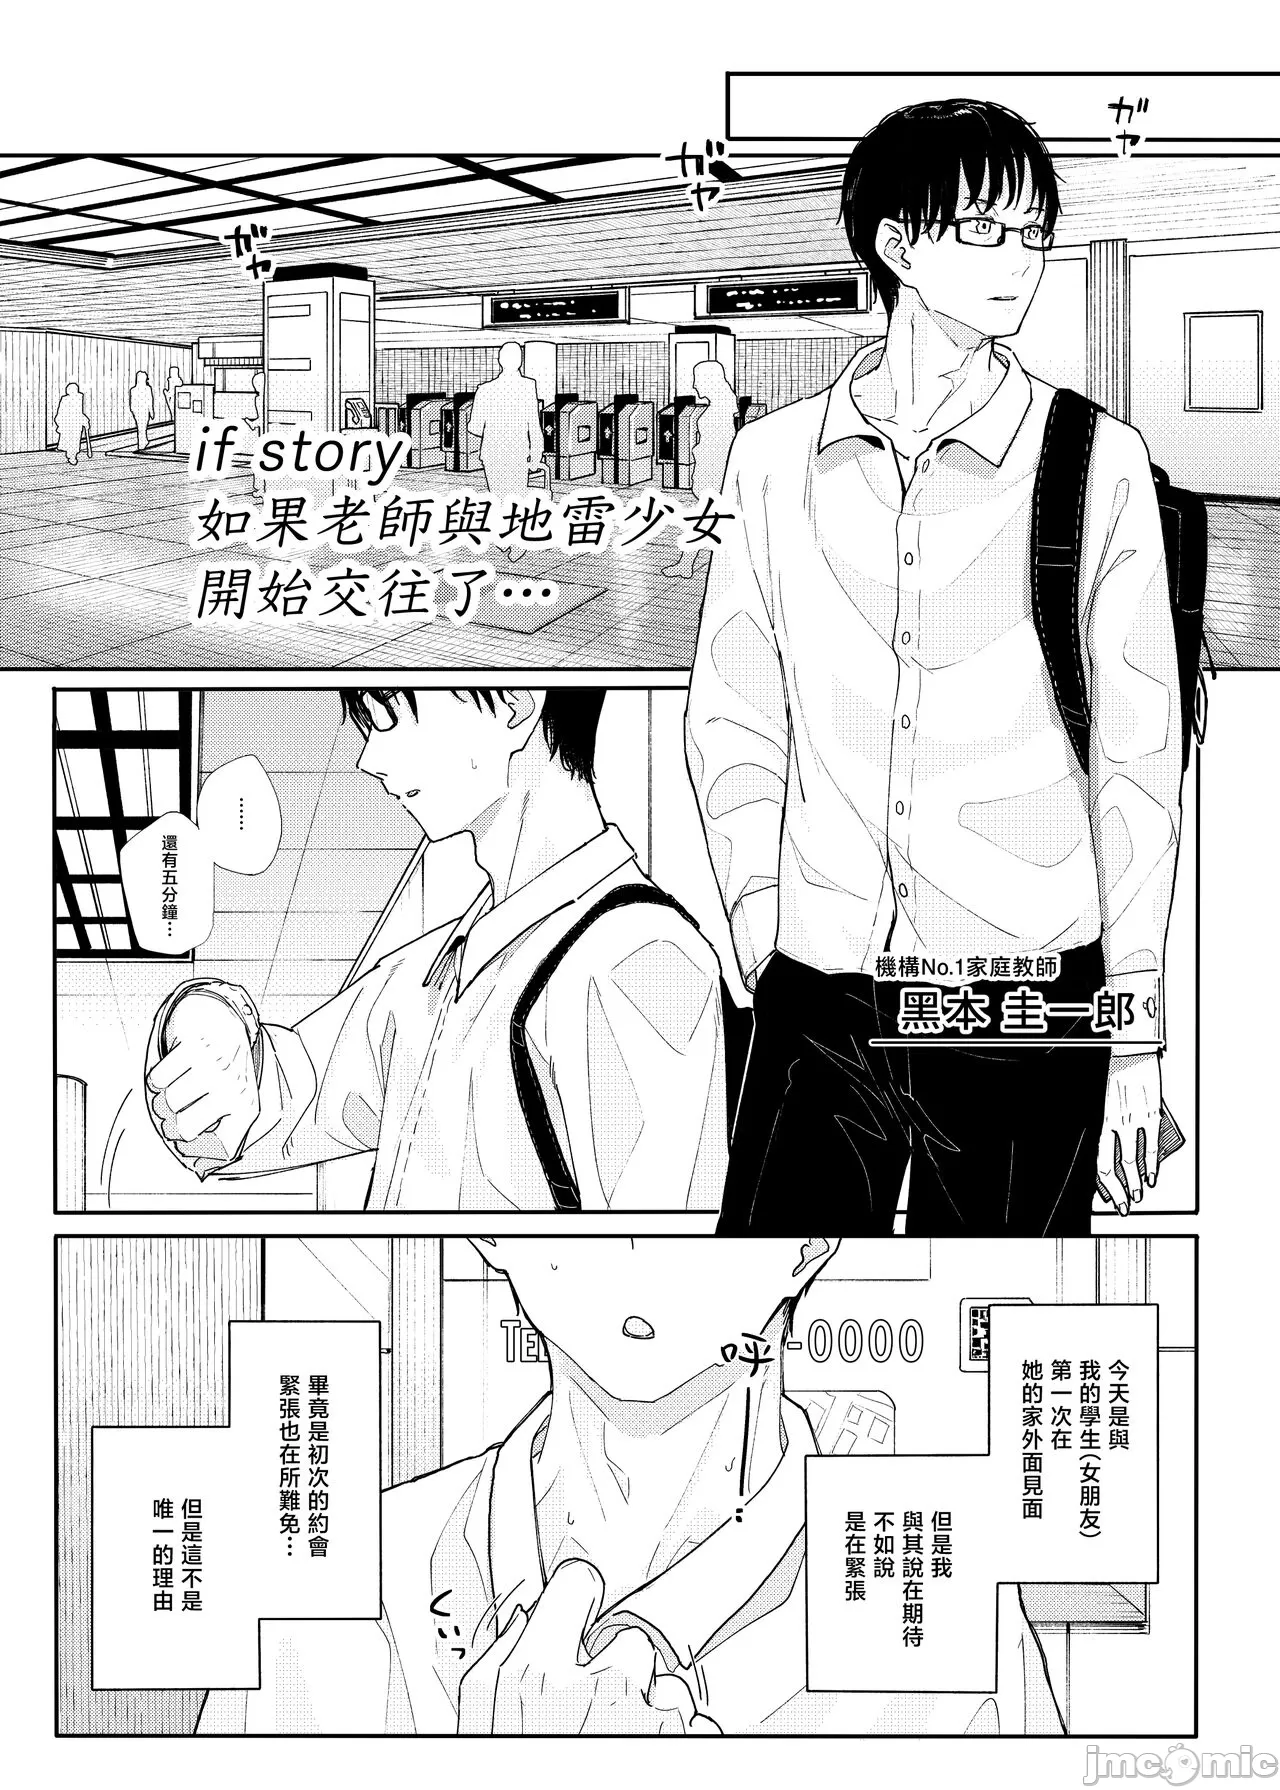 ガヤ
ガヤ
ガヤ
if story
如果老師與地雷少女
開始交往了…
機構No.1家庭教師
黑本 圭一郎
……
還有五分鐘…
今天是與
我的學生(女朋友)
第一次在
她的家外面見面
但是我
與其說在期待
不如說
是在緊張
呼
TEL
-0000
ぐいっ
畢竟是初次的約會
緊張也在所難免…
但是這不是
唯一的理由
jmcomic